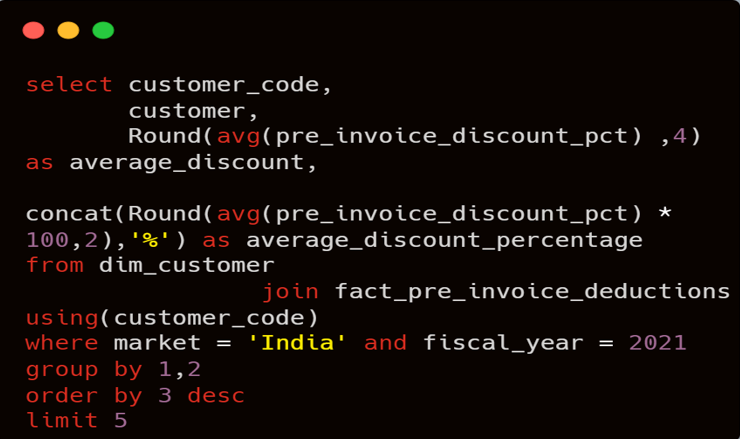 select customer_code,
customer,
Round(avg(pre_invoice_discount_pct) ,4)
as average_discount,
concat(Round(avg(pre_invoice_discount_pct) *
100,2),'%') as average_discount_percentage
from dim_customer
join fact_pre_invoice_deductions
using(customer_code)
where market = 'India' and fiscal_year = 2021
group by 1,2
order by 3 desc
limit 5